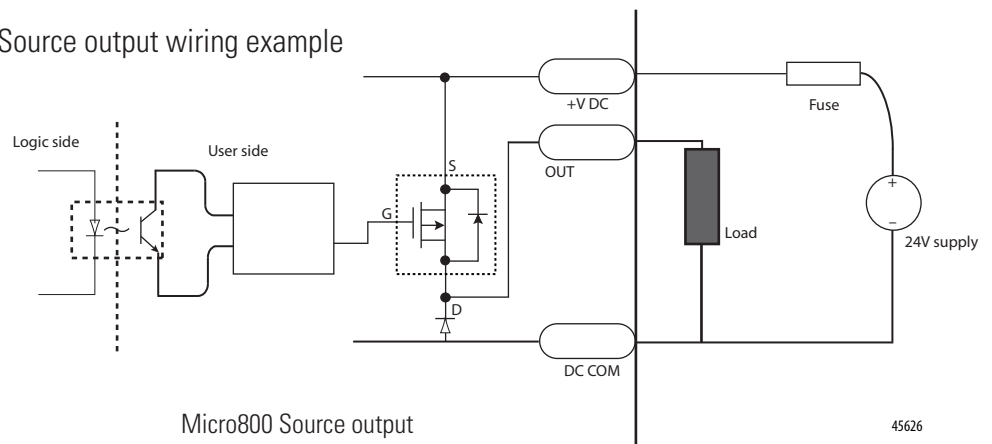 Source output wiring example
+V DC
Fuse
Logic side
User side
OUT
S
G
+
–
Load
24V supply
D
DC COM
Micro800 Source output
45626